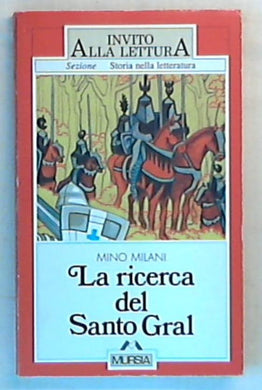 INVITO
ALLA LETTURA
Sezione Storia nella letteratura
MINO MILANI
La ricerca
del
Santo Gral
MURSIA